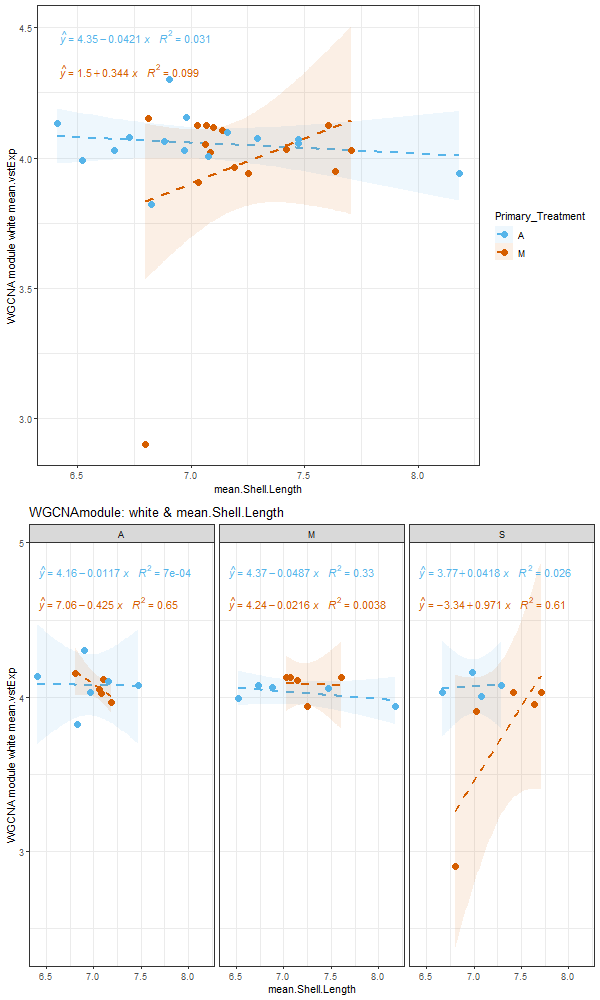 4.5
4.0
3.5
3.0
WGCNA module white mean.vstExp
ŷ = 4.35 − 0.0421 x   R² = 0.031
ŷ = 1.5 + 0.344 x   R² = 0.099
6.5 7.0 7.5 8.0
mean.Shell.Length
Primary_Treatment
A
M
WGCNAmodule: white & mean.Shell.Length
A M S
5
4
3
WGCNA module white mean.vstExp
ŷ = 4.16 − 0.0117 x   R² = 7e−04
ŷ = 7.06 − 0.425 x   R² = 0.65
ŷ = 4.37 − 0.0487 x   R² = 0.33
ŷ = 4.24 − 0.0216 x   R² = 0.0038
ŷ = 3.77 + 0.0418 x   R² = 0.026
ŷ = −3.34 + 0.971 x   R² = 0.61
6.5 7.0 7.5 8.0 6.5 7.0 7.5 8.0 6.5 7.0 7.5 8.0
mean.Shell.Length